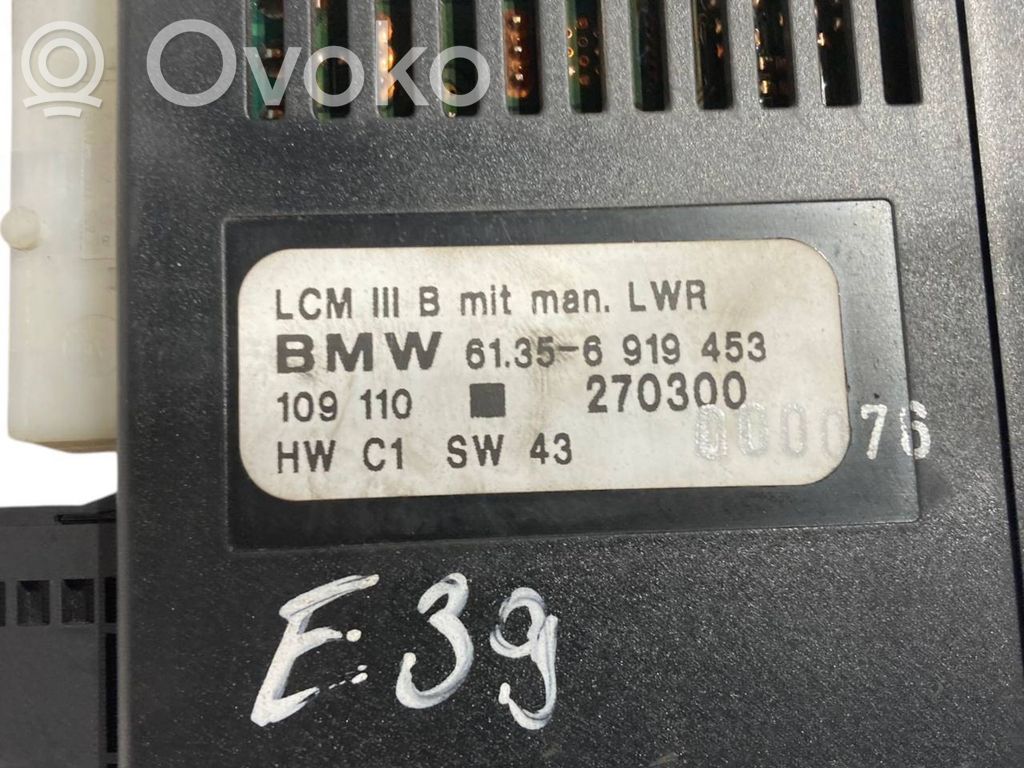 Ovoko
LCM III B mit man. LWR
BMW 61.35-6 919 453
109 110 ■ 270300
000076
HW C1 SW 43
E:39